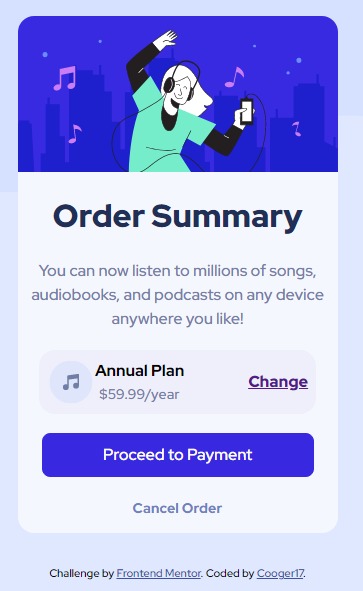 Order Summary
You can now listen to millions of songs,
audiobooks, and podcasts on any device
anywhere you like!
Annual Plan
$59.99/year
Change
Proceed to Payment
Cancel Order
Challenge by Frontend Mentor. Coded by Cooger17.